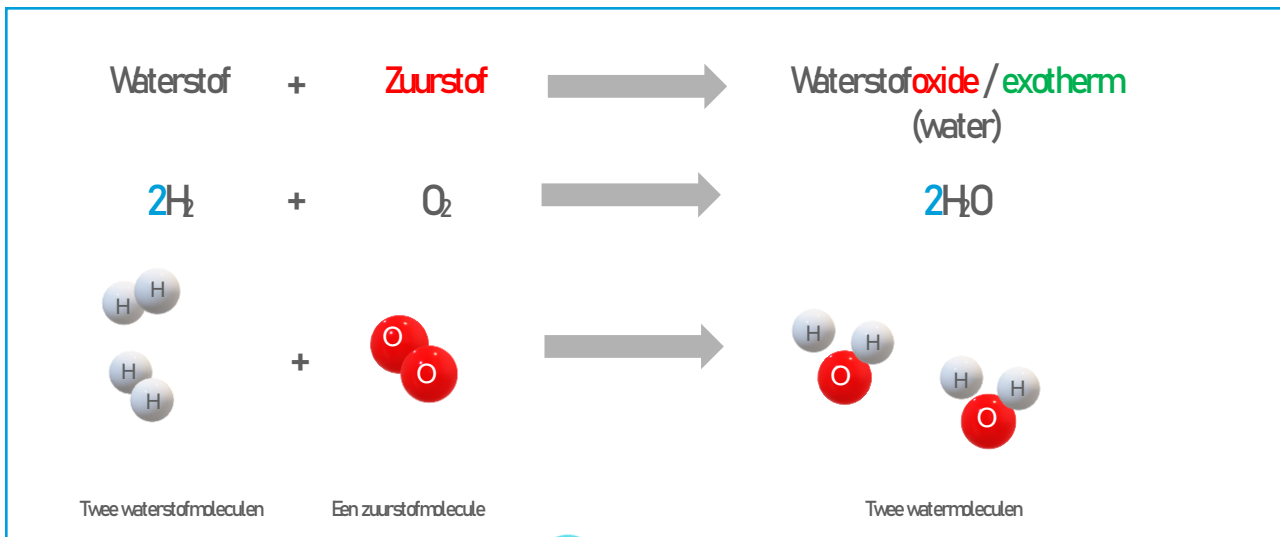 Waterstof + Zuurstof Waterstofoxide / exotherm
(water)
2H₂ + O₂ 2H₂O
H H
H H
+
O
O
H H
O
H H
O
Twee waterstofmoleculen Een zuurstofmolecule Twee watermoleculen